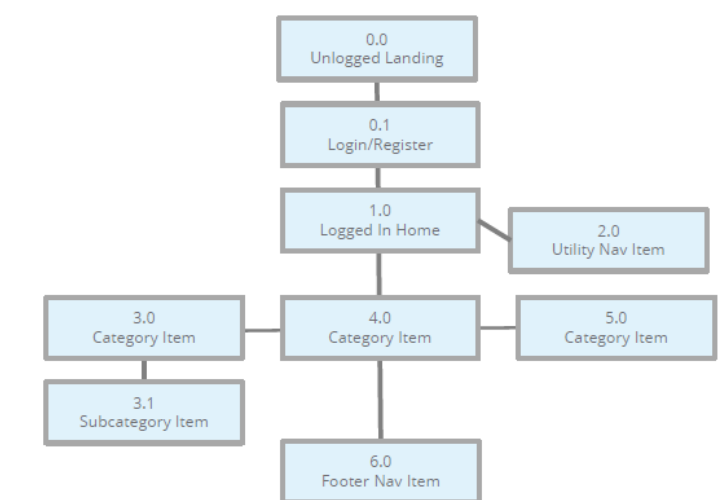 0.0
Unlogged Landing
0.1
Login/Register
1.0
Logged In Home
2.0
Utility Nav Item
3.0
Category Item
4.0
Category Item
5.0
Category Item
3.1
Subcategory Item
6.0
Footer Nav Item